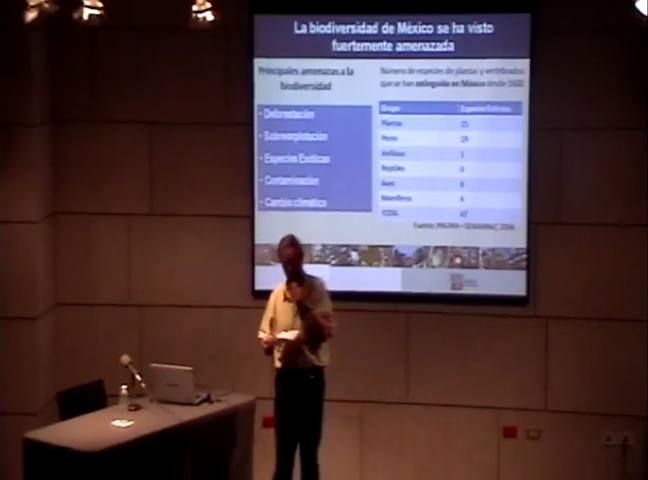 La biodiversidad de México se ha visto
fuertemente amenazada
Principales amenazas a la
biodiversidad
Número de especies de plantas y vertebrados
que se han extinguido en México desde 1600
- Deforestación
- Sobreexplotación
- Especies Exóticas
- Contaminación
- Cambio climático
Grupo Especies Extintas
Plantas
Peces
Anfibios
Reptiles
Aves
Mamíferos
TOTAL 47
Fuente: